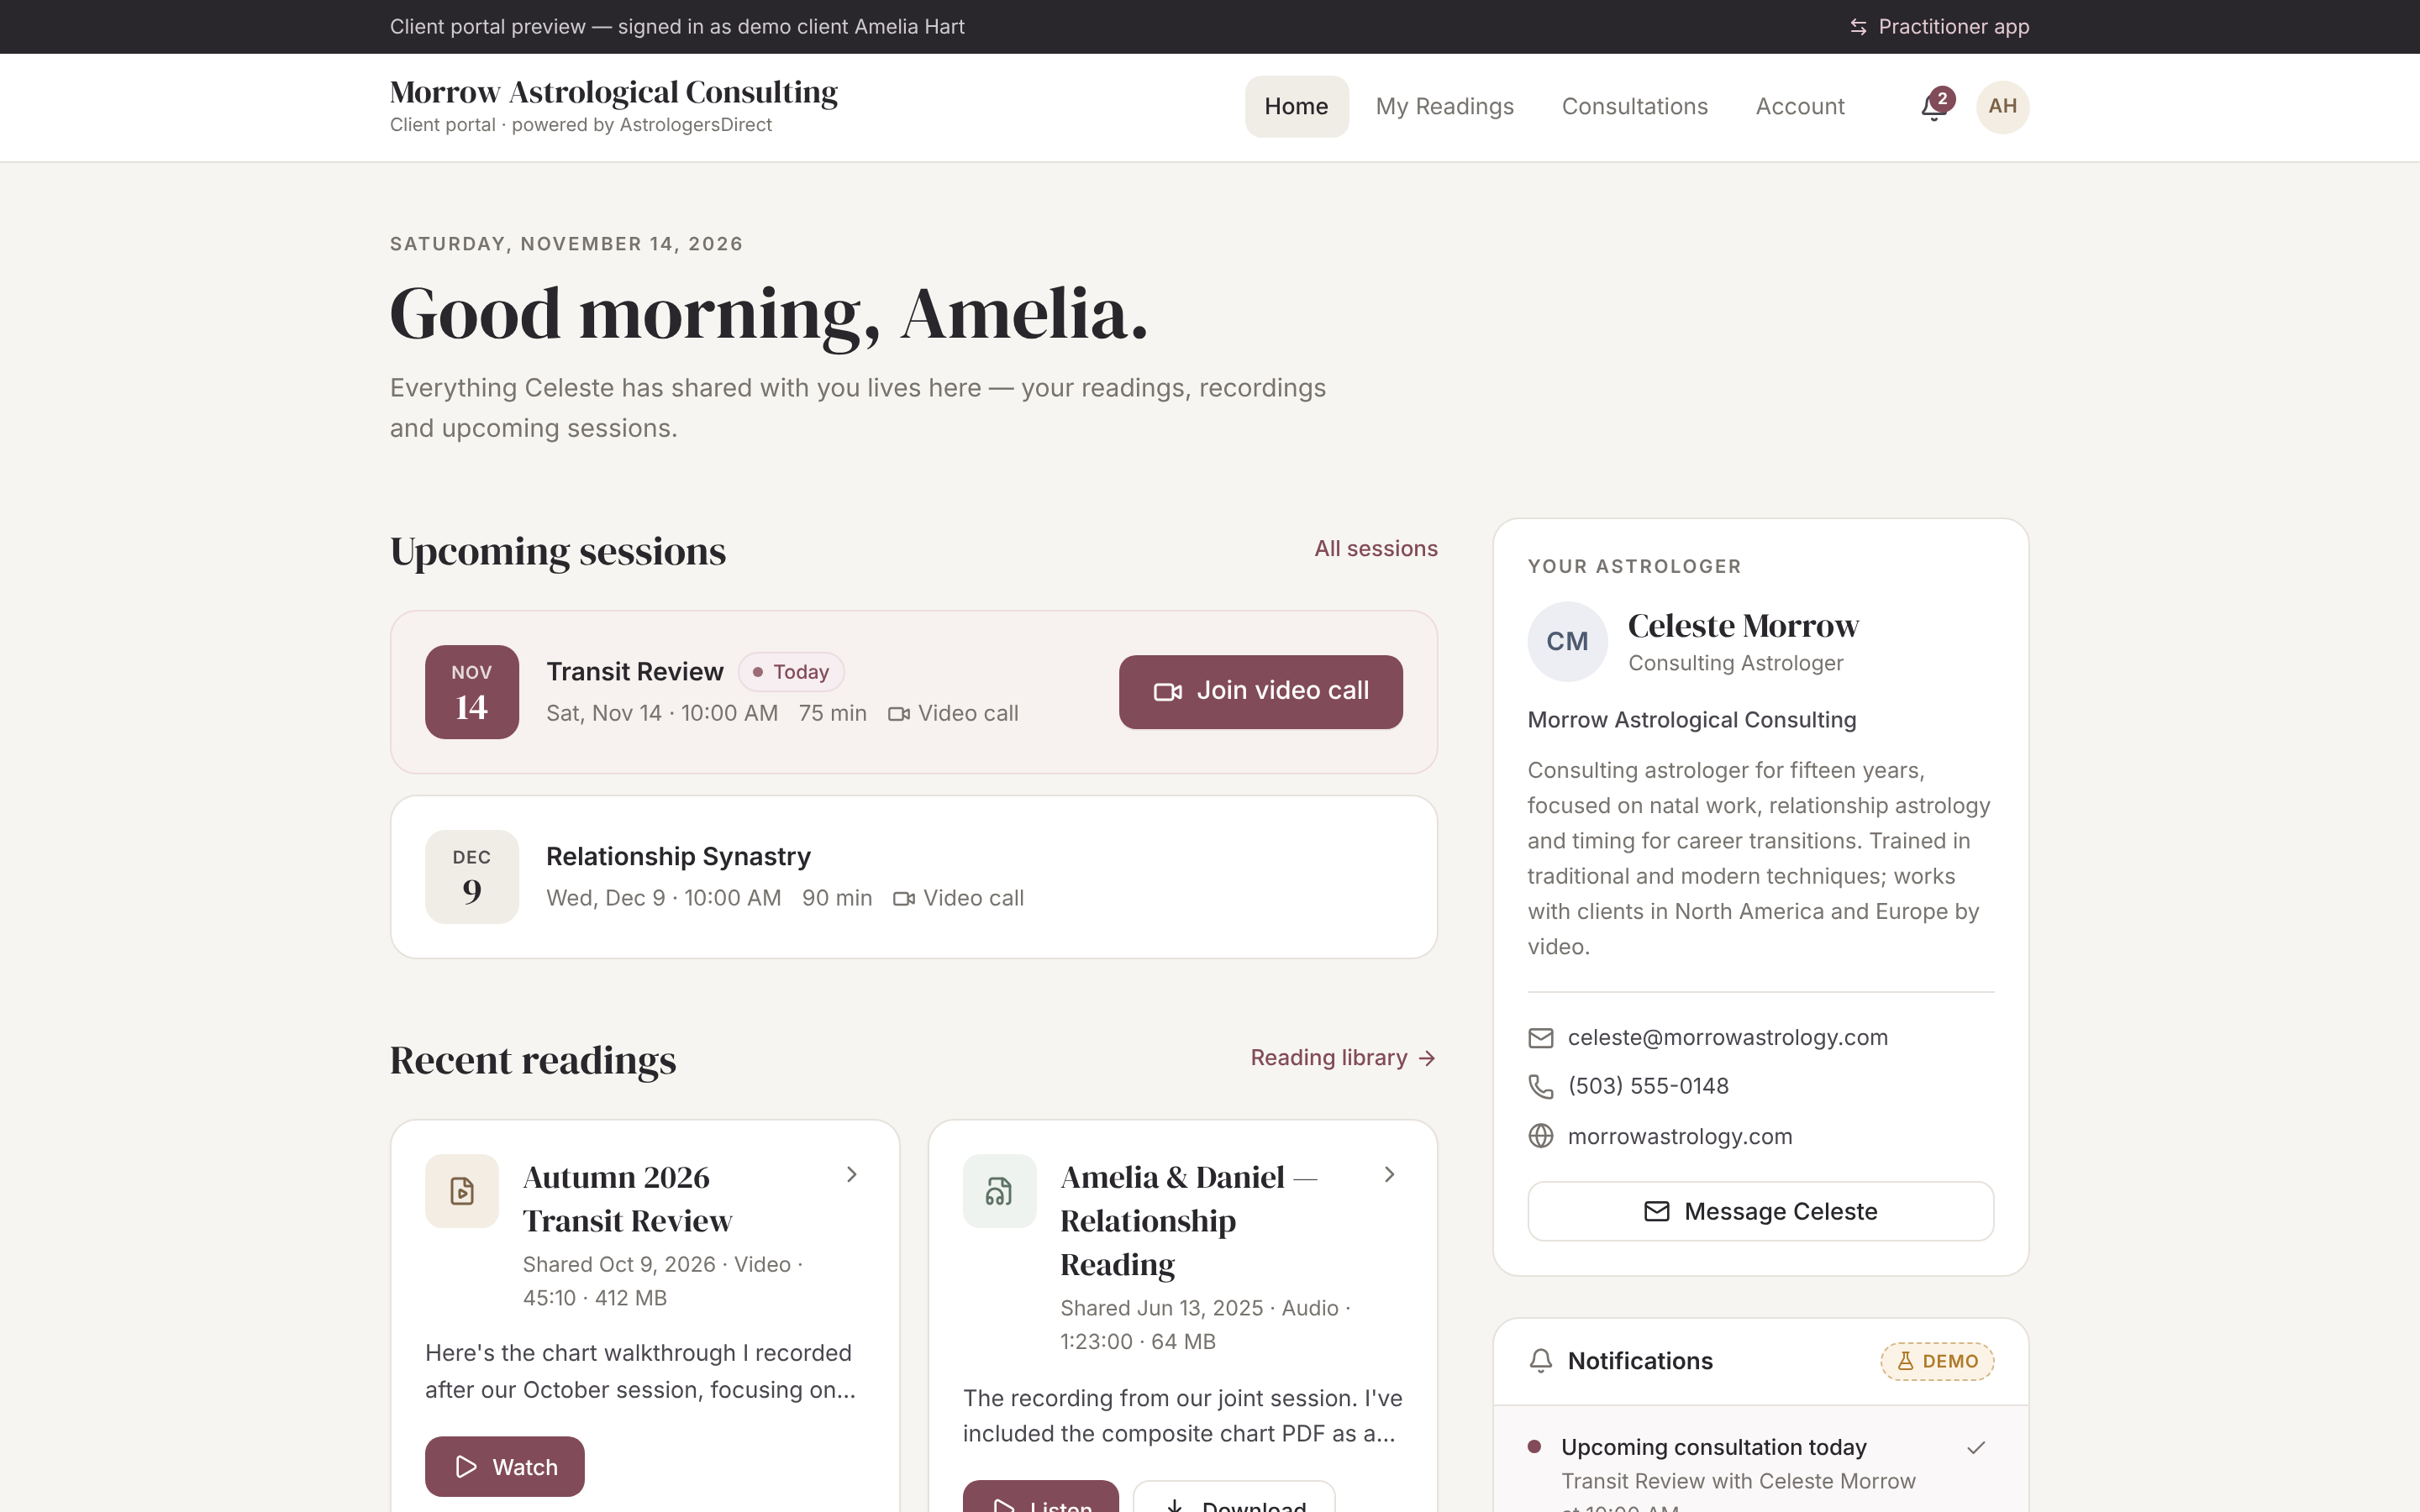 Client portal preview — signed in as demo client Amelia Hart
Practitioner app
Morrow Astrological Consulting
Client portal · powered by AstrologersDirect
Home
My Readings
Consultations
Account
2
AH
SATURDAY, NOVEMBER 14, 2026
Good morning, Amelia.
Everything Celeste has shared with you lives here — your readings, recordings
and upcoming sessions.
Upcoming sessions
All sessions
NOV
14
Transit Review
Today
Sat, Nov 14 · 10:00 AM 75 min Video call
Join video call
DEC
9
Relationship Synastry
Wed, Dec 9 · 10:00 AM 90 min Video call
Recent readings
Reading library
Autumn 2026
Transit Review
Shared Oct 9, 2026 · Video ·
45:10 · 412 MB
Here's the chart walkthrough I recorded
after our October session, focusing on...
Watch
Amelia & Daniel —
Relationship
Reading
Shared Jun 13, 2025 · Audio ·
1:23:00 · 64 MB
The recording from our joint session. I've
included the composite chart PDF as a...
Listen
Download
YOUR ASTROLOGER
CM
Celeste Morrow
Consulting Astrologer
Morrow Astrological Consulting
Consulting astrologer for fifteen years,
focused on natal work, relationship astrology
and timing for career transitions. Trained in
traditional and modern techniques; works
with clients in North America and Europe by
video.
celeste@morrowastrology.com
(503) 555-0148
morrowastrology.com
Message Celeste
Notifications
DEMO
Upcoming consultation today
Transit Review with Celeste Morrow
at 10:00 AM